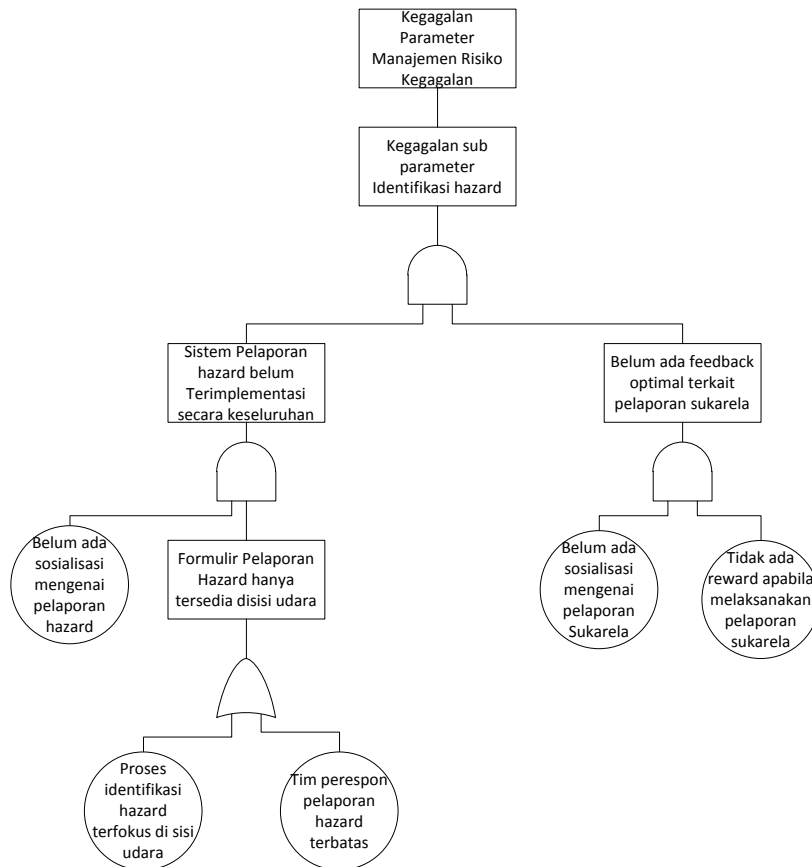 Kegagalan
Parameter
Manajemen Risiko
Kegagalan
Kegagalan sub
parameter
Identifikasi hazard
Sistem Pelaporan
hazard belum
Terimplementasi
secara keseluruhan
Belum ada feedback
optimal terkait
pelaporan sukarela
Belum ada
sosialisasi
mengenai
pelaporan
hazard
Formulir Pelaporan
Hazard hanya
tersedia disisi udara
Belum ada
sosialisasi
mengenai
pelaporan
Sukarela
Tidak ada
reward apabila
melaksanakan
pelaporan
sukarela
Proses
identifikasi
hazard
terfokus di sisi
udara
Tim perespon
pelaporan
hazard
terbatas